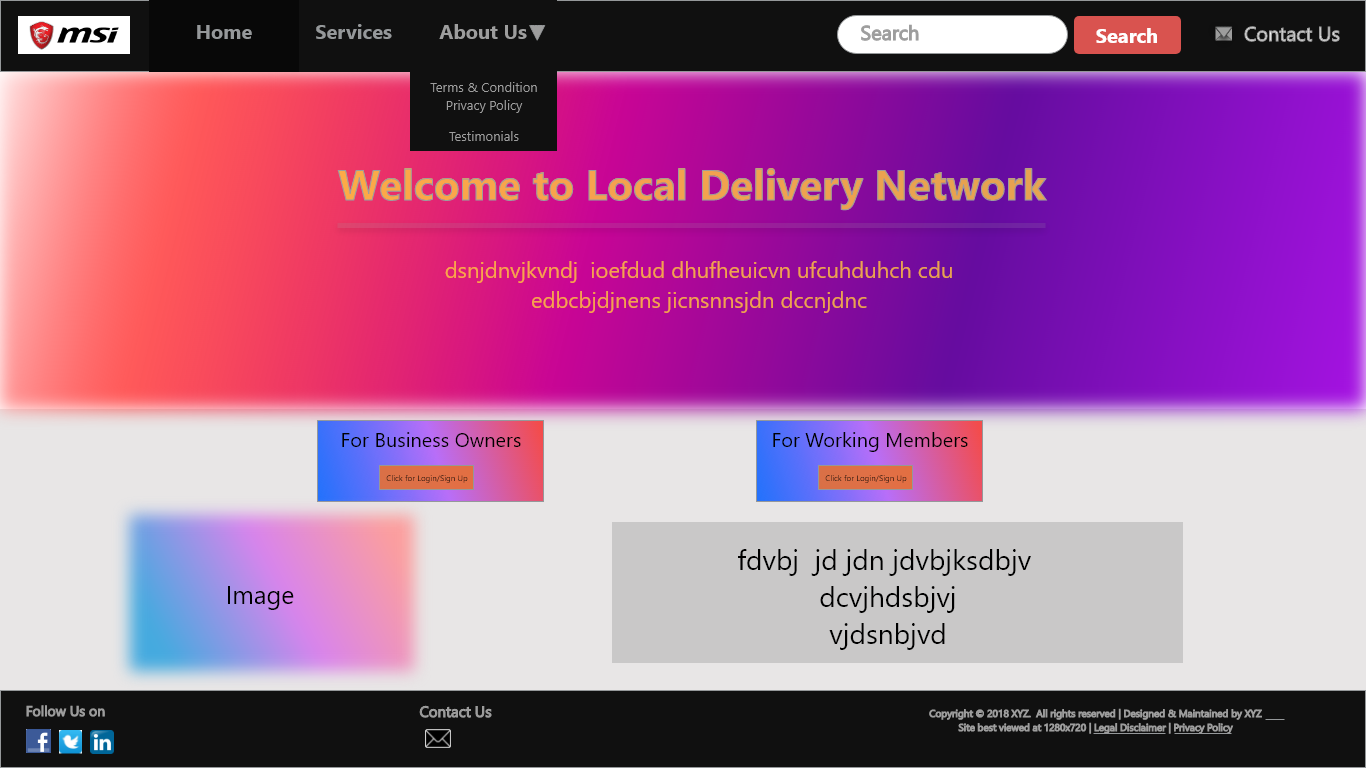 msi
Home
Services
About Us▼
Search
Search
Contact Us
Terms & Condition
Privacy Policy
Testimonials
Welcome to Local Delivery Network
dsnjdnvjkvndj  ioefdud dhufheuicvn ufcuhduhch cdu
edbcbjdjnens jicnsnnsjdn dccnjdnc
For Business Owners
Click for Login/Sign Up
For Working Members
Click for Login/Sign Up
Image
fdvbj  jd jdn jdvbjksdbjv
dcvjhdsbjvj
vjdsnbjvd
Follow Us on
f
in
Contact Us
Copyright © 2018 XYZ.  All rights reserved | Designed & Maintained by XYZ ____
Site best viewed at 1280x720 | Legal Disclaimer | Privacy Policy